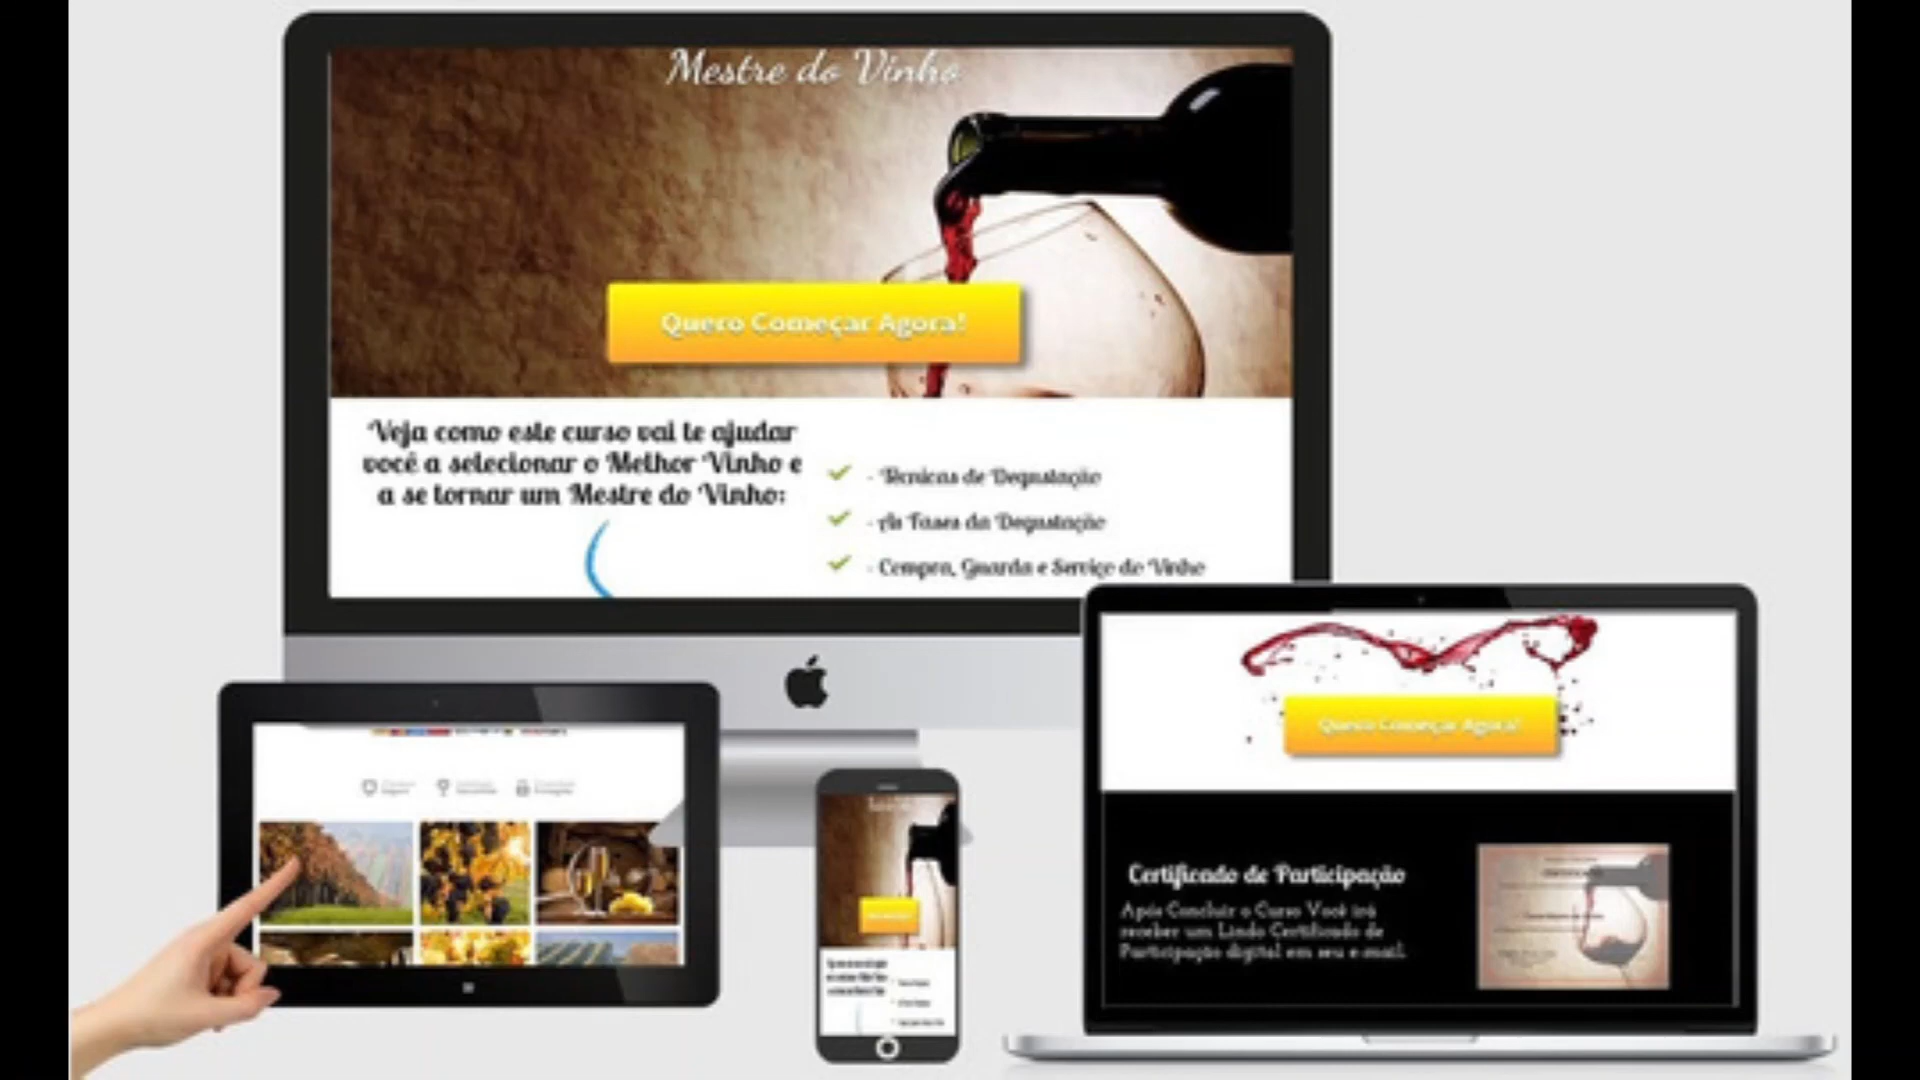 Mestre do Vinho
Quero Começar Agora!
Veja como este curso vai te ajudar
você a selecionar o Melhor Vinho e
a se tornar um Mestre do Vinho:
- Técnicas de Degustação
- As Fases da Degustação
- Compra, Guarda e Serviço do Vinho
Quero Começar Agora!
Certificado de Participação
Após Concluir o Curso Você irá
receber um Lindo Certificado de
Participação digital em seu e-mail.